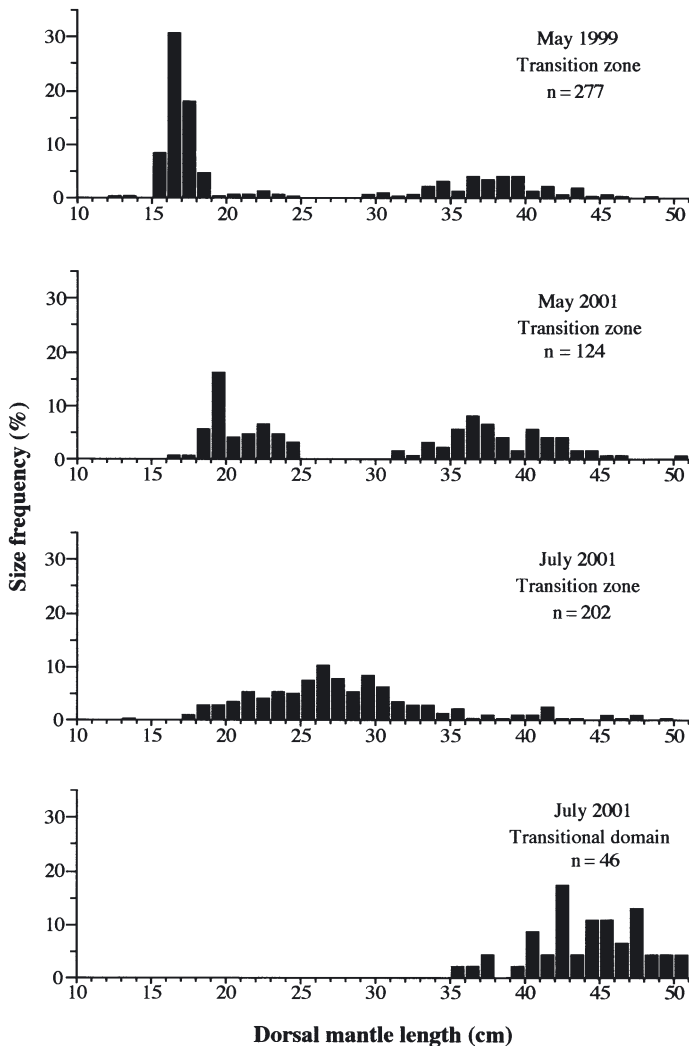 30
20
10
0
May 1999
Transition zone
n = 277
10 15 20 25 30 35 40 45 50
30
20
10
0
May 2001
Transition zone
n = 124
10 15 20 25 30 35 40 45 50
Size frequency (%)
30
20
10
0
July 2001
Transition zone
n = 202
10 15 20 25 30 35 40 45 50
30
20
10
0
July 2001
Transitional domain
n = 46
10 15 20 25 30 35 40 45 50
Dorsal mantle length (cm)